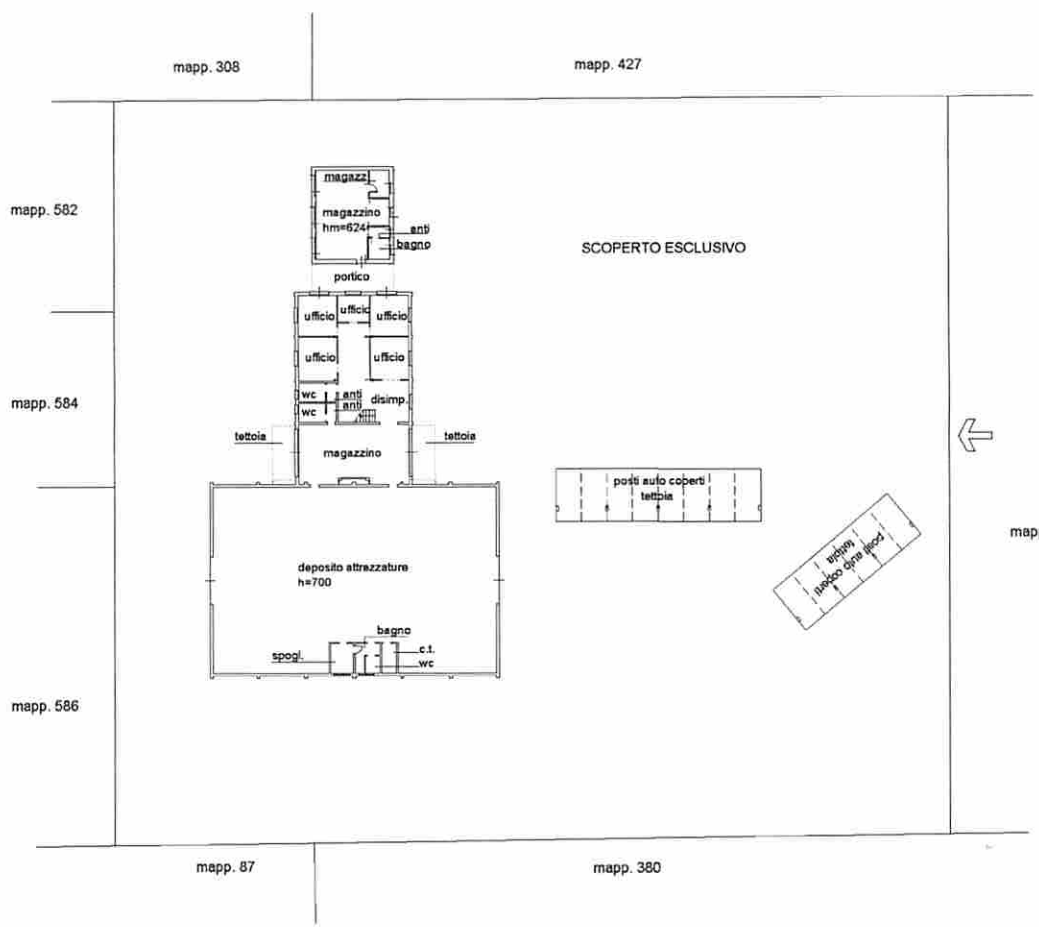 mapp. 308
mapp. 427
mapp. 582
magazz
magazzino
hm=624
anti
bagno
SCOPERTO ESCLUSIVO
portico
ufficio
ufficio
ufficio
ufficio
ufficio
mapp. 584
wc
anti
disimp.
wc
anti
tettoia
tettoia
magazzino
posti auto coperti
tettoia
posti auto coperti
tettoia
mapp
deposito attrezzature
h=700
bagno
spogl.
c.t.
wc
mapp. 586
mapp. 87
mapp. 380